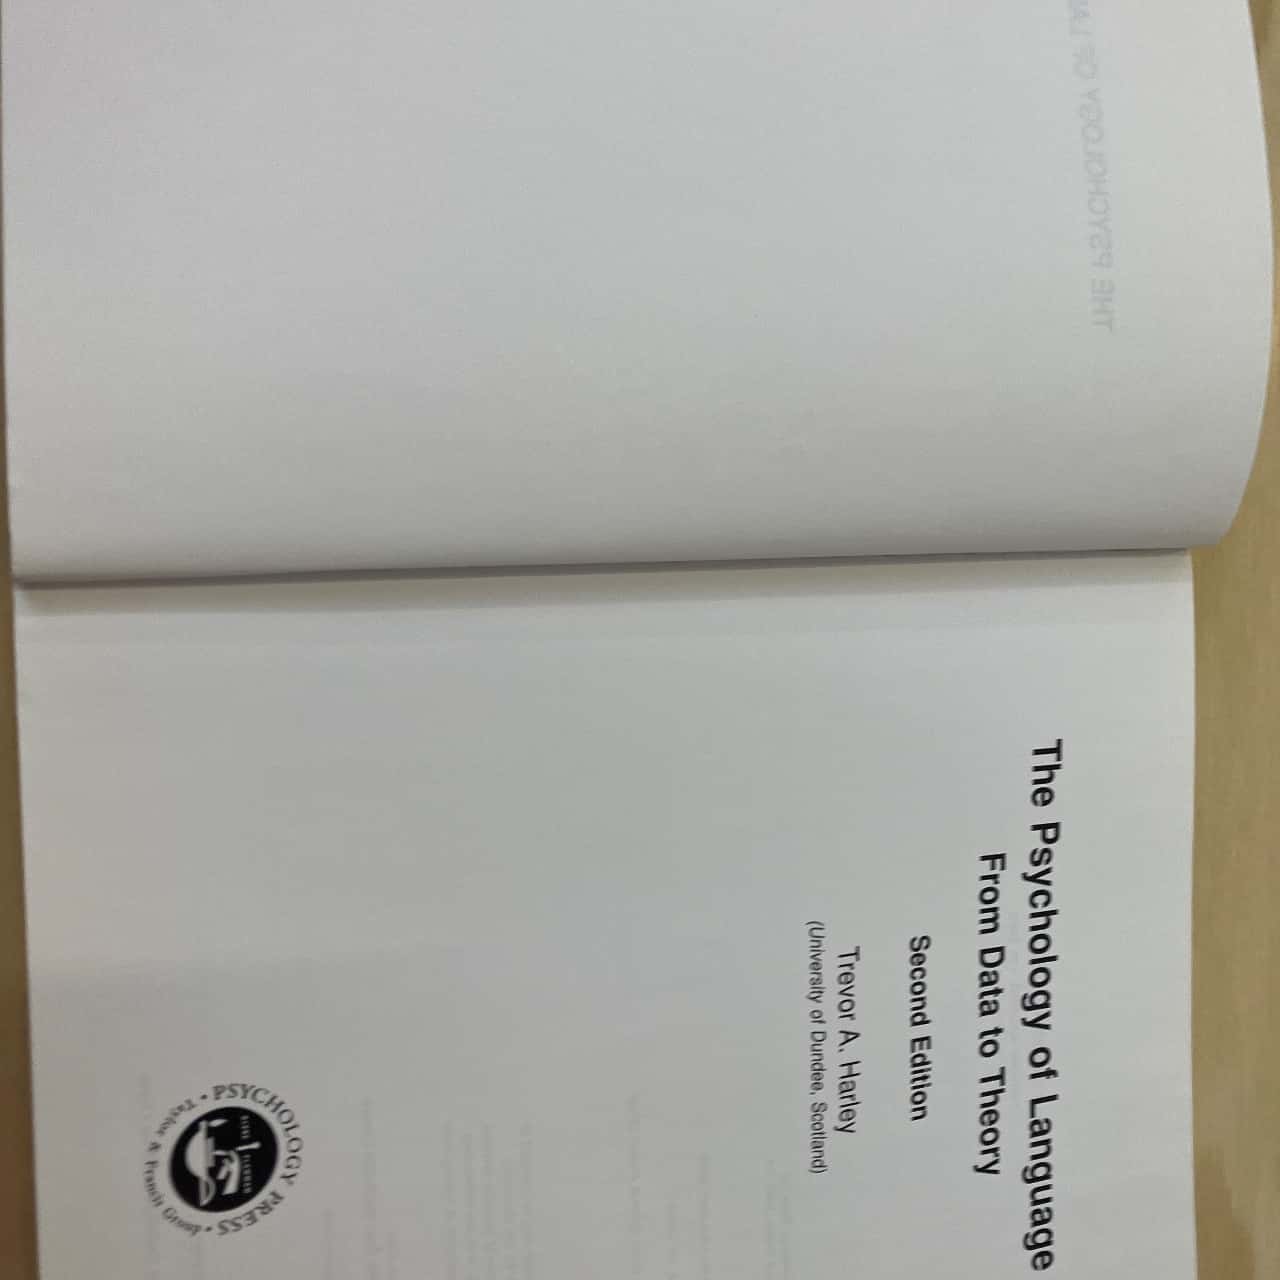 THE PSYCHOLOGY OF
The Psychology of Language
From Data to Theory
Second Edition
Trevor A. Harley
(University of Dundee, Scotland)
PSYCHOLOGY PRESS
Taylor & Francis Group